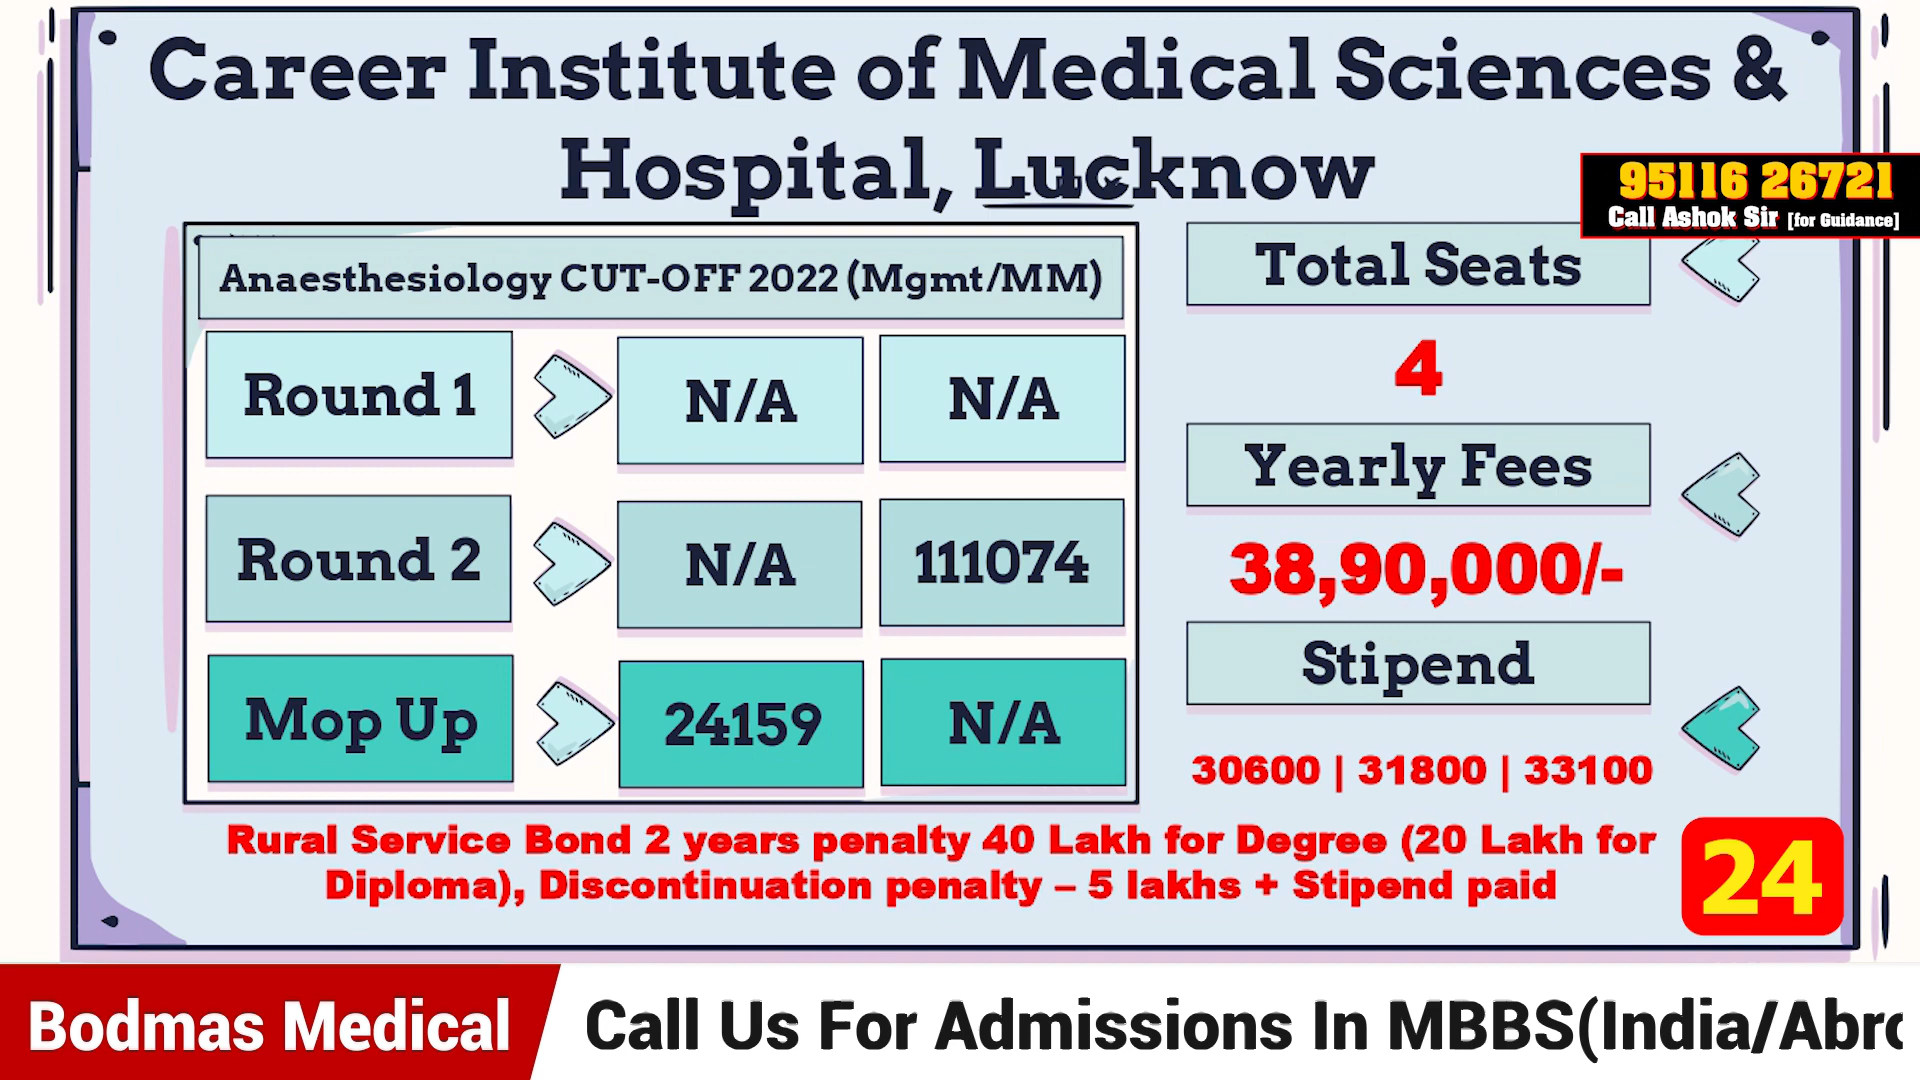 Career Institute of Medical Sciences &
Hospital, Lucknow
95116 26721
Call Ashok Sir [for Guidance]
Anaesthesiology CUT-OFF 2022 (Mgmt/MM)
Round 1
N/A
N/A
Round 2
N/A
111074
Mop Up
24159
N/A
Total Seats
4
Yearly Fees
38,90,000/-
Stipend
30600 | 31800 | 33100
Rural Service Bond 2 years penalty 40 Lakh for Degree (20 Lakh for
Diploma), Discontinuation penalty – 5 lakhs + Stipend paid
24
Bodmas Medical
Call Us For Admissions In MBBS(India/Abro